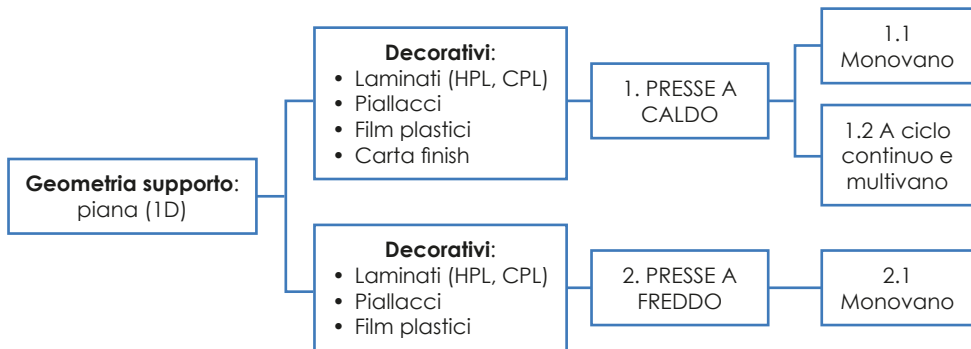 Geometria supporto:
piana (1D)
Decorativi:
• Laminati (HPL, CPL)
• Piallacci
• Film plastici
• Carta finish
1. PRESSE A
CALDO
1.1
Monovano
1.2 A ciclo
continuo e
multivano
Decorativi:
• Laminati (HPL, CPL)
• Piallacci
• Film plastici
2. PRESSE A
FREDDO
2.1
Monovano